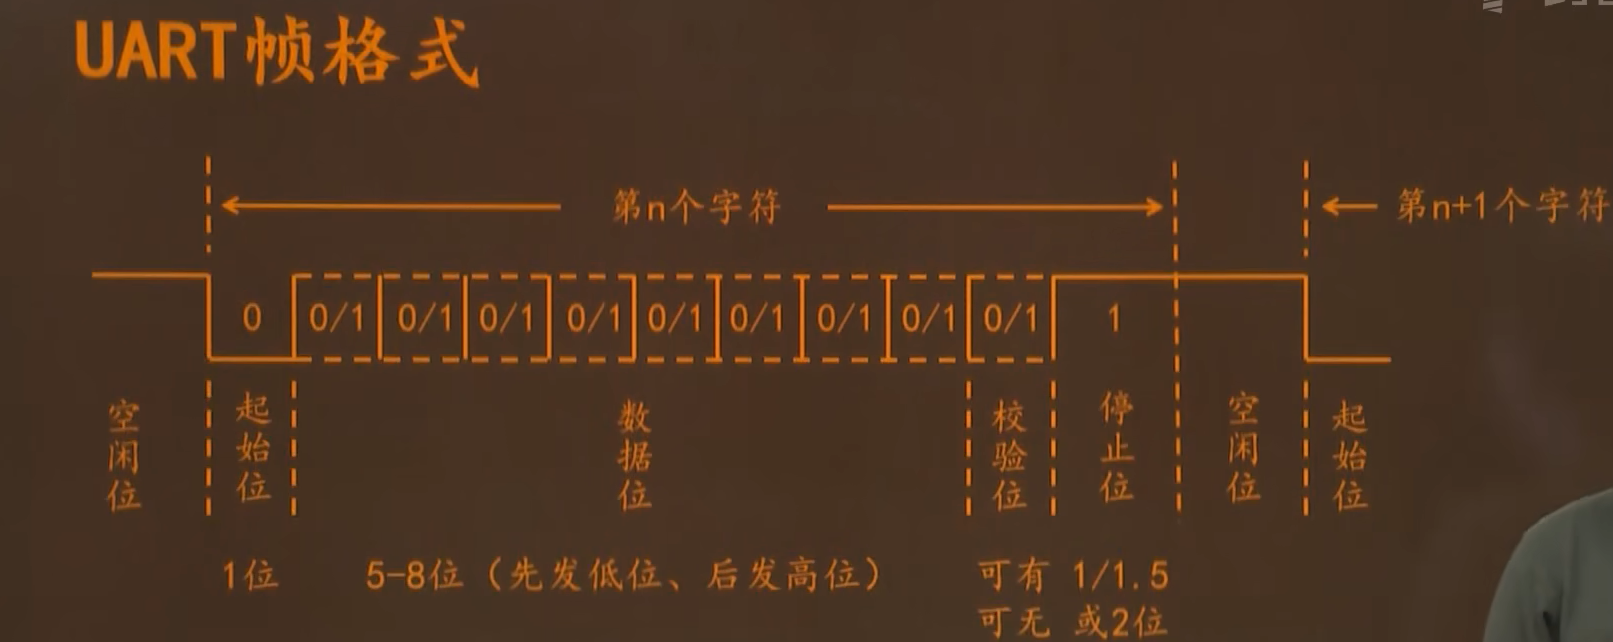 UART帧格式
第n个字符 第n+1个字符
0 0/1 0/1 0/1 0/1 0/1 0/1 0/1 0/1 0/1 1
空闲位 起始位 数据位 校验位 停止位 空闲位 起始位
1位 5-8位（先发低位、后发高位） 可有 1/1.5
可无 或2位